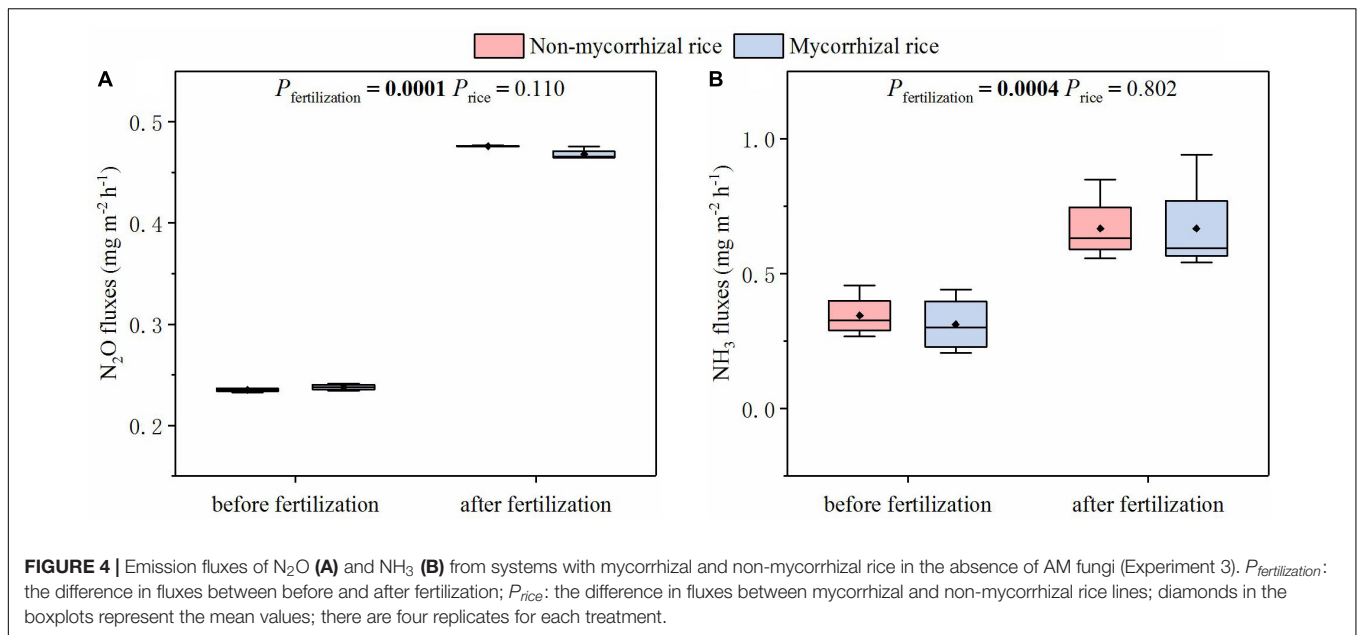 Non-mycorrhizal rice Mycorrhizal rice
A
P fertilization = 0.0001 P rice = 0.110
N2O fluxes (mg m-2 h-1)
0.5
0.4
0.3
0.2
before fertilization after fertilization
B
P fertilization = 0.0004 P rice = 0.802
NH3 fluxes (mg m-2 h-1)
1.0
0.5
0.0
before fertilization after fertilization
FIGURE 4 | Emission fluxes of N2O (A) and NH3 (B) from systems with mycorrhizal and non-mycorrhizal rice in the absence of AM fungi (Experiment 3). Pfertilization:
the difference in fluxes between before and after fertilization; Price: the difference in fluxes between mycorrhizal and non-mycorrhizal rice lines; diamonds in the
boxplots represent the mean values; there are four replicates for each treatment.